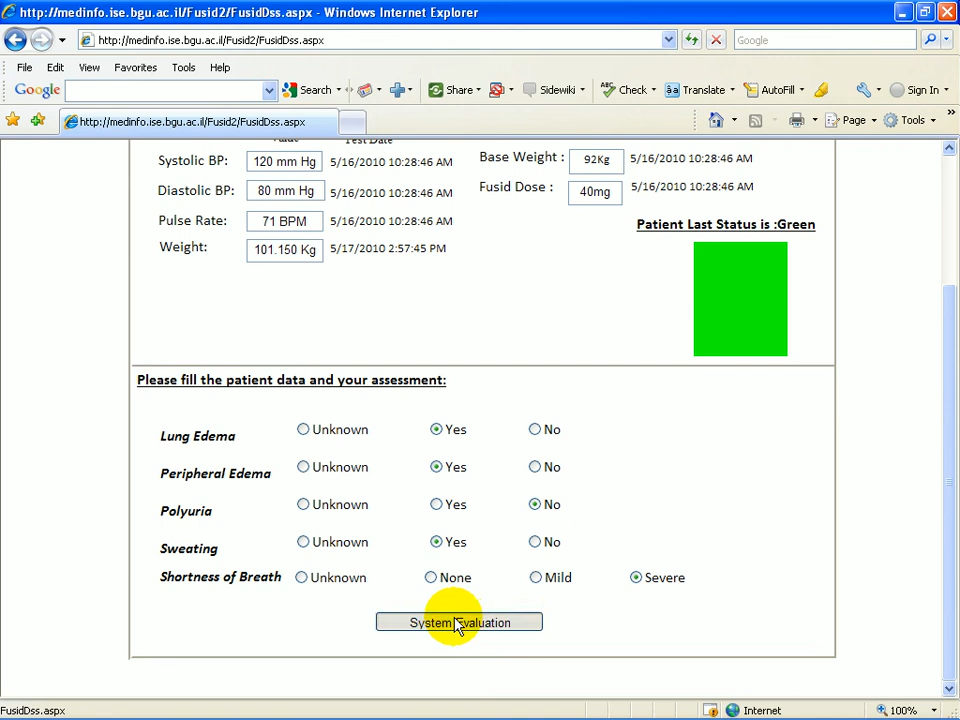 http://medinfo.ise.bgu.ac.il/Fusid2/FusidDss.aspx - Windows Internet Explorer
http://medinfo.ise.bgu.ac.il/Fusid2/FusidDss.aspx
Google
File Edit View Favorites Tools Help
Google Search Share Sidewiki Check Translate AutoFill Sign In
http://medinfo.ise.bgu.ac.il/Fusid2/FusidDss.aspx Page Tools
Value Test Date
Systolic BP: 120 mm Hg 5/16/2010 10:28:46 AM Base Weight : 92Kg 5/16/2010 10:28:46 AM
Diastolic BP: 80 mm Hg 5/16/2010 10:28:46 AM Fusid Dose : 40mg 5/16/2010 10:28:46 AM
Pulse Rate: 71 BPM 5/16/2010 10:28:46 AM
Patient Last Status is :Green
Weight: 101.150 Kg 5/17/2010 2:57:45 PM
Please fill the patient data and your assessment:
Lung Edema Unknown Yes No
Peripheral Edema Unknown Yes No
Polyuria Unknown Yes No
Sweating Unknown Yes No
Shortness of Breath Unknown None Mild Severe
System Evaluation
FusidDss.aspx Internet 100%